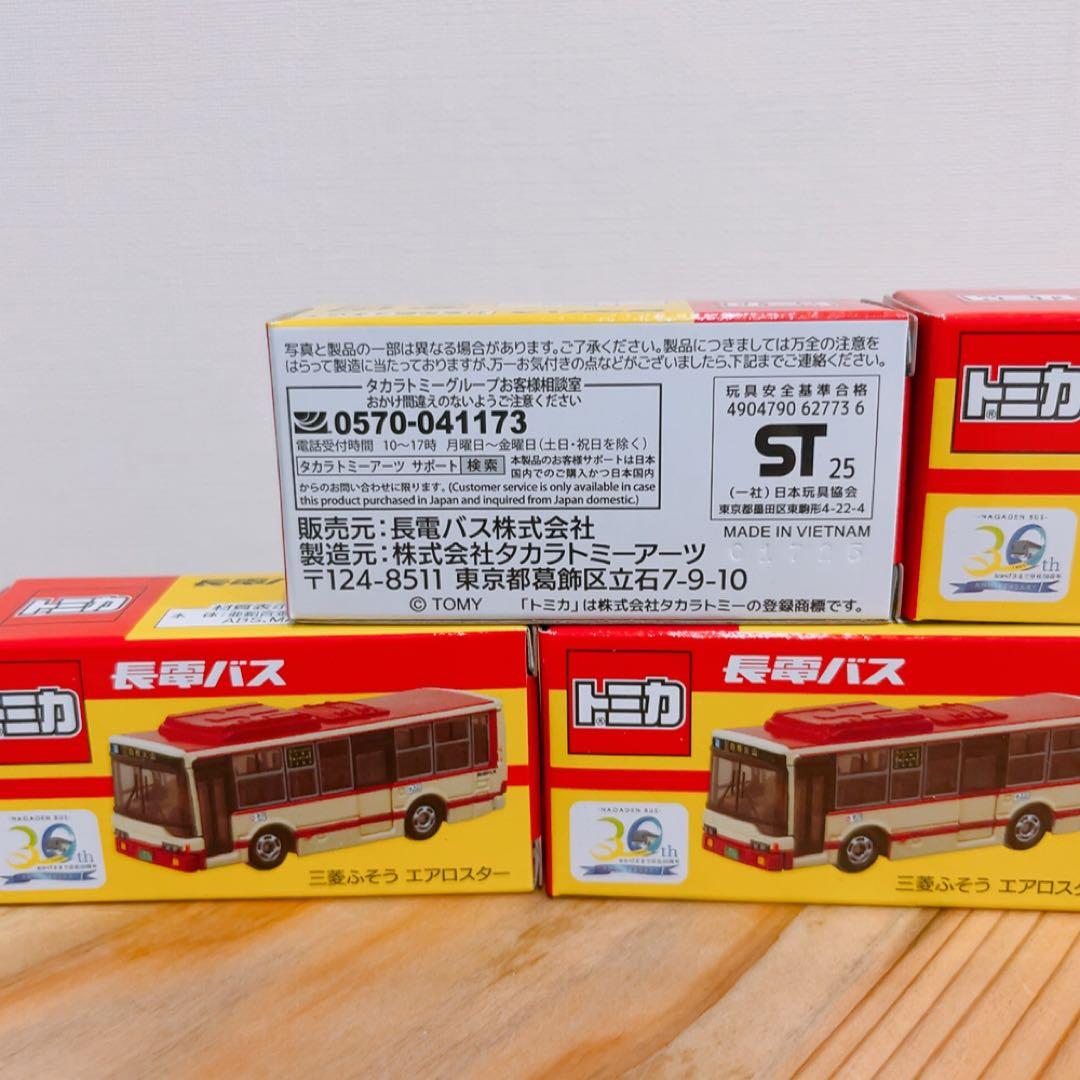 写真と製品の一部は異なる場合があります。ご了承ください。製品につきましては万全の注意を
はらって製造に当たっておりますが、万一お気付きの点などがございましたら、下記までご連絡ください。
タカラトミーグループお客様相談室
おかけ間違えのないようご注意ください
0570-041173
電話受付時間 10～17時 月曜日～金曜日(土日・祝日を除く)
タカラトミーアーツ サポート 検索 本製品のお客様サポートは日本
国内でのご購入かつ日本国内
からのお問い合わせに限ります。(Customer service is only available in case
this product purchased in Japan and inquired from Japan domestic.)
玩具安全基準合格
4904790 62773 6
ST 25
(一社)日本玩具協会
東京都墨田区東駒形4-22-4
MADE IN VIETNAM
販売元：長電バス株式会社
製造元：株式会社タカラトミーアーツ
〒124-8511 東京都葛飾区立石7-9-10
© TOMY 「トミカ」は株式会社タカラトミーの登録商標です。
トミカ
-NAGADEN BUS-
30th
トミカ
長電バス
トミカ
長電バス
-NAGADEN BUS-
30th
三菱ふそう エアロスター
トミカ
長電バス
-NAGADEN BUS-
30th
三菱ふそう エアロスタ